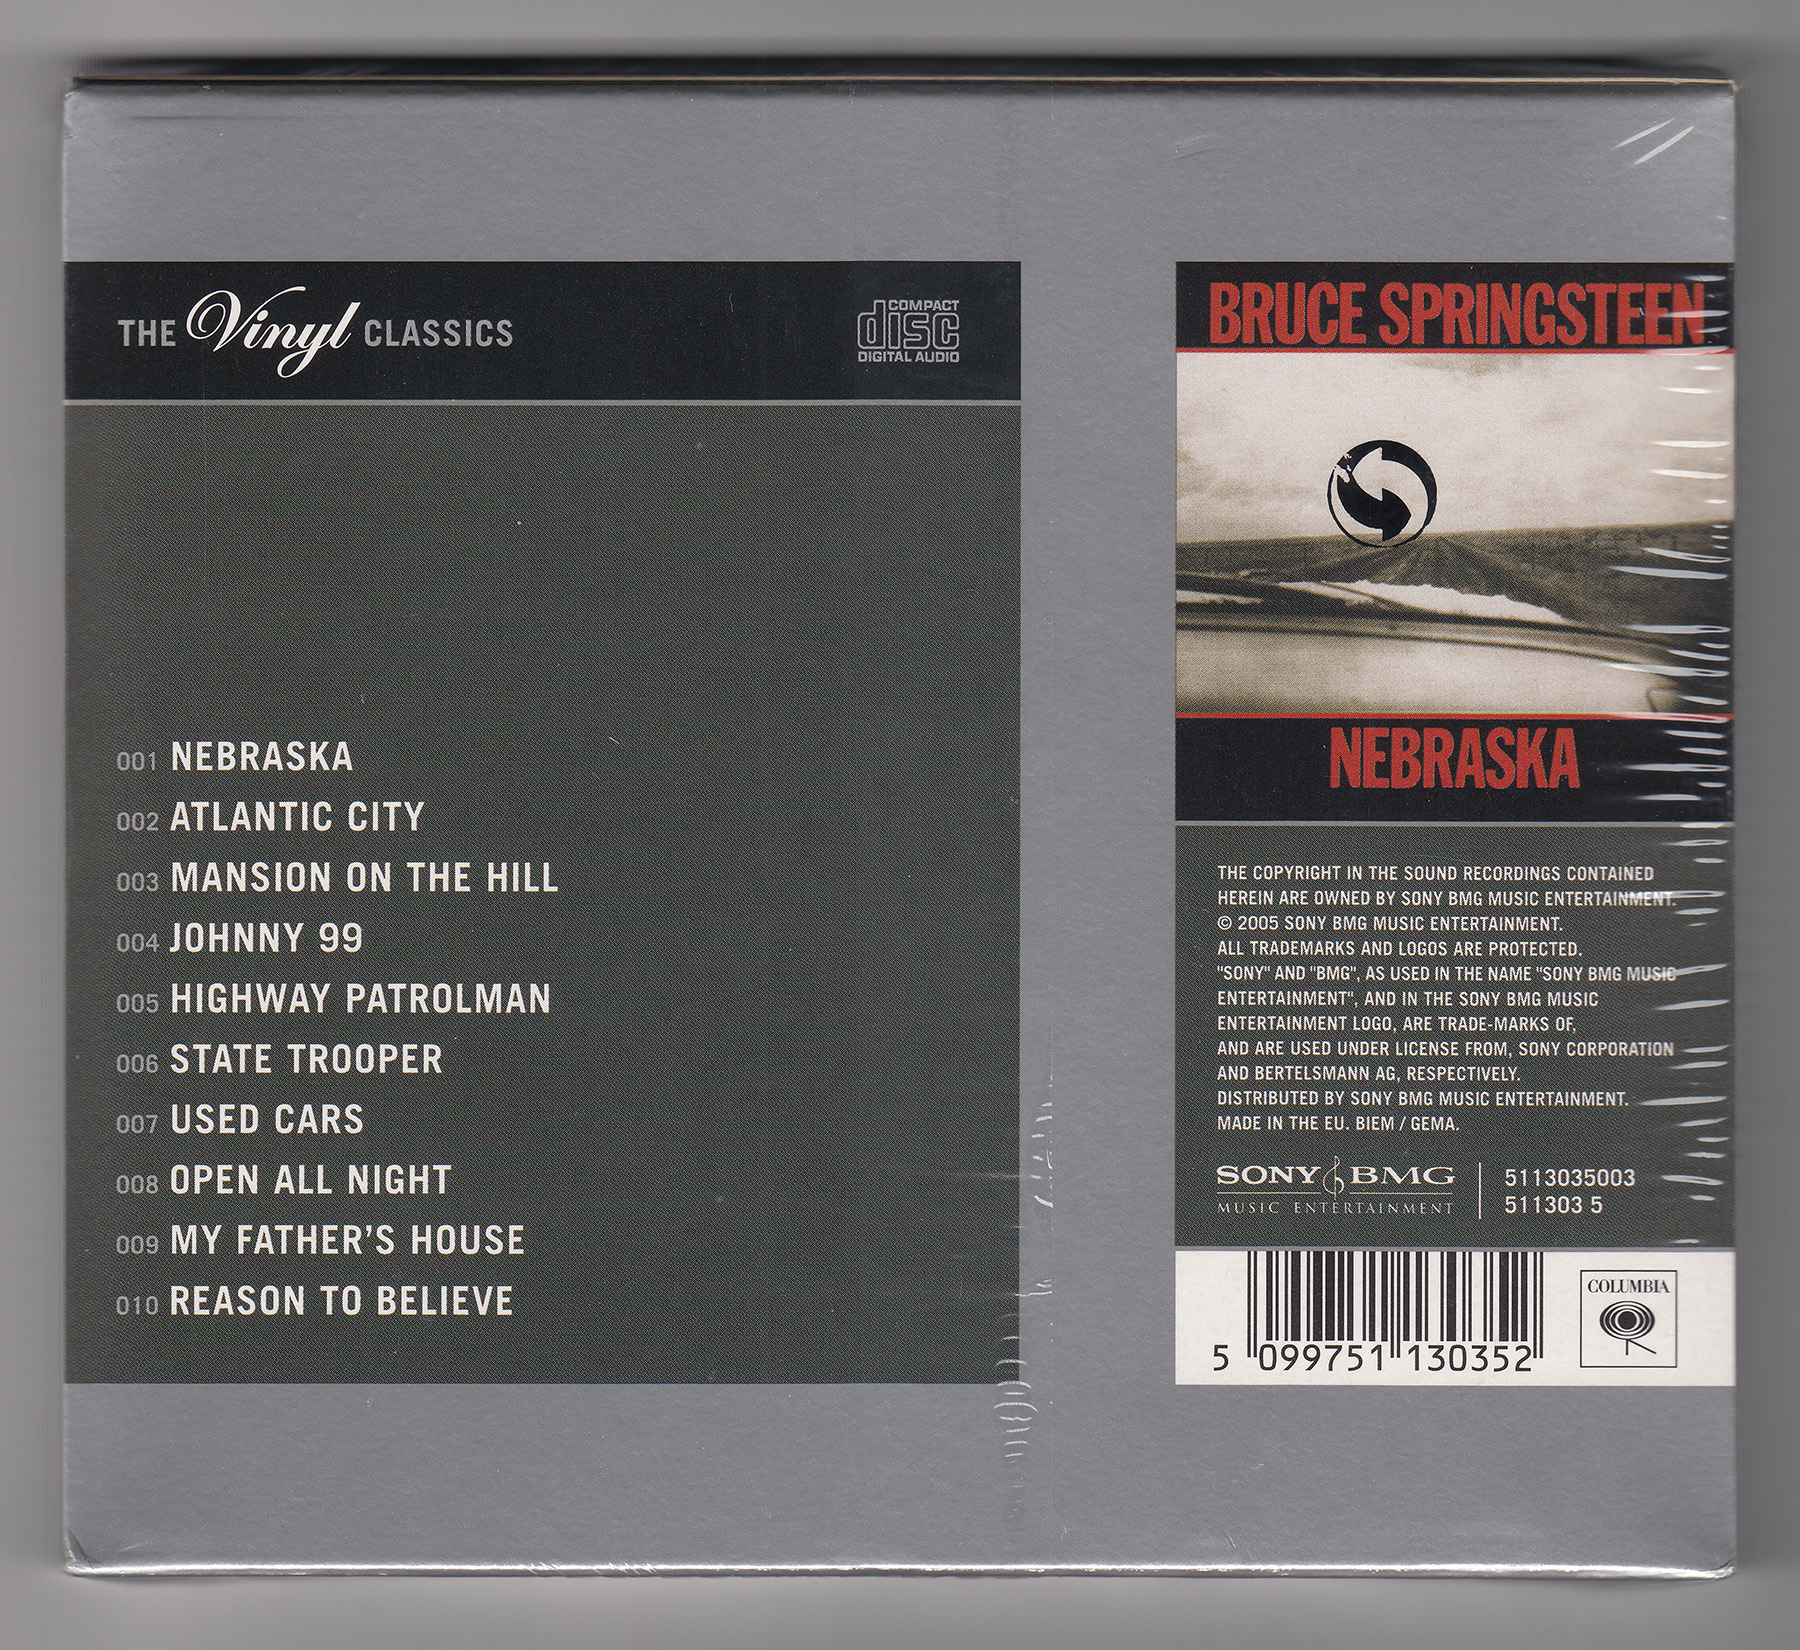 THE Vinyl CLASSICS
COMPACT
disc
DIGITAL AUDIO
001 NEBRASKA
002 ATLANTIC CITY
003 MANSION ON THE HILL
004 JOHNNY 99
005 HIGHWAY PATROLMAN
006 STATE TROOPER
007 USED CARS
008 OPEN ALL NIGHT
009 MY FATHER'S HOUSE
010 REASON TO BELIEVE
BRUCE SPRINGSTEEN
NEBRASKA
THE COPYRIGHT IN THE SOUND RECORDINGS CONTAINED
HEREIN ARE OWNED BY SONY BMG MUSIC ENTERTAINMENT.
© 2005 SONY BMG MUSIC ENTERTAINMENT.
ALL TRADEMARKS AND LOGOS ARE PROTECTED.
"SONY" AND "BMG", AS USED IN THE NAME "SONY BMG MUSIC
ENTERTAINMENT", AND IN THE SONY BMG MUSIC
ENTERTAINMENT LOGO, ARE TRADE-MARKS OF,
AND ARE USED UNDER LICENSE FROM, SONY CORPORATION
AND BERTELSMANN AG, RESPECTIVELY.
DISTRIBUTED BY SONY BMG MUSIC ENTERTAINMENT.
MADE IN THE EU. BIEM / GEMA.
SONY BMG
MUSIC ENTERTAINMENT
5113035003
511303 5
5 099751 130352
COLUMBIA